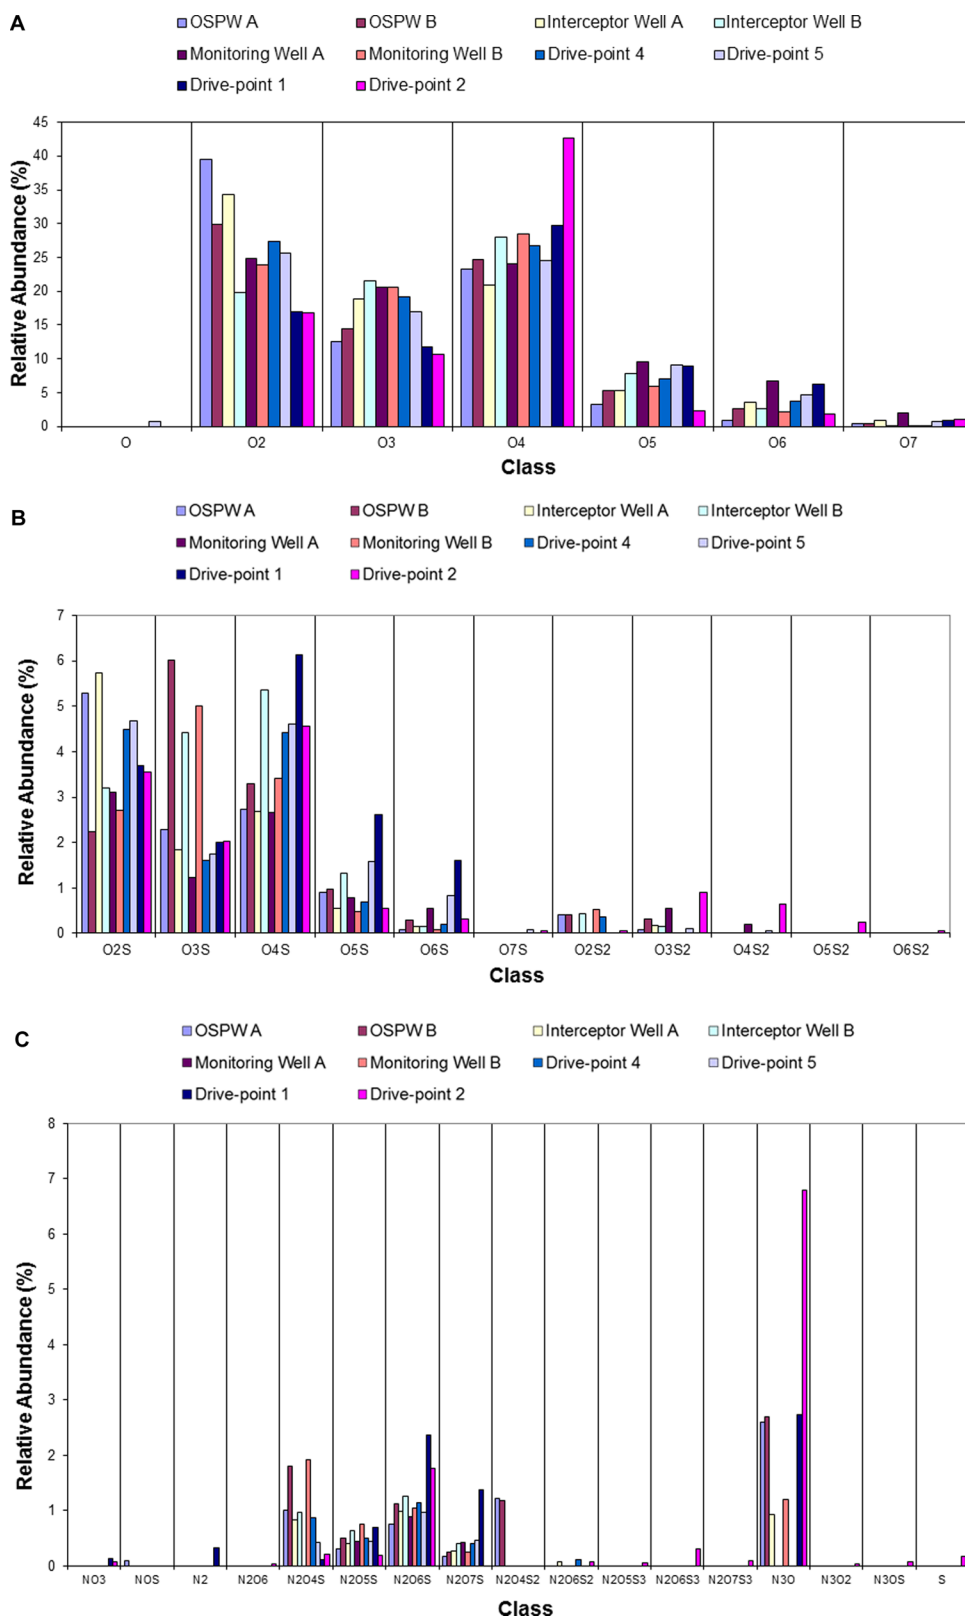 A
OSPW A OSPW B Interceptor Well A Interceptor Well B
Monitoring Well A Monitoring Well B Drive-point 4 Drive-point 5
Drive-point 1 Drive-point 2
Relative Abundance (%)
45
40
35
30
25
20
15
10
5
0
O O2 O3 O4 O5 O6 O7
Class
B
OSPW A OSPW B Interceptor Well A Interceptor Well B
Monitoring Well A Monitoring Well B Drive-point 4 Drive-point 5
Drive-point 1 Drive-point 2
Relative Abundance (%)
7
6
5
4
3
2
1
0
O2S O3S O4S O5S O6S O7S O2S2 O3S2 O4S2 O5S2 O6S2
Class
C
OSPW A OSPW B Interceptor Well A Interceptor Well B
Monitoring Well A Monitoring Well B Drive-point 4 Drive-point 5
Drive-point 1 Drive-point 2
Relative Abundance (%)
8
7
6
5
4
3
2
1
0
NO3 NOS N2 N2O6 N2O4S N2O5S N2O6S N2O7S N2O4S2 N2O6S2 N2O5S3 N2O6S3 N2O7S3 N3O N3O2 N3OS S
Class